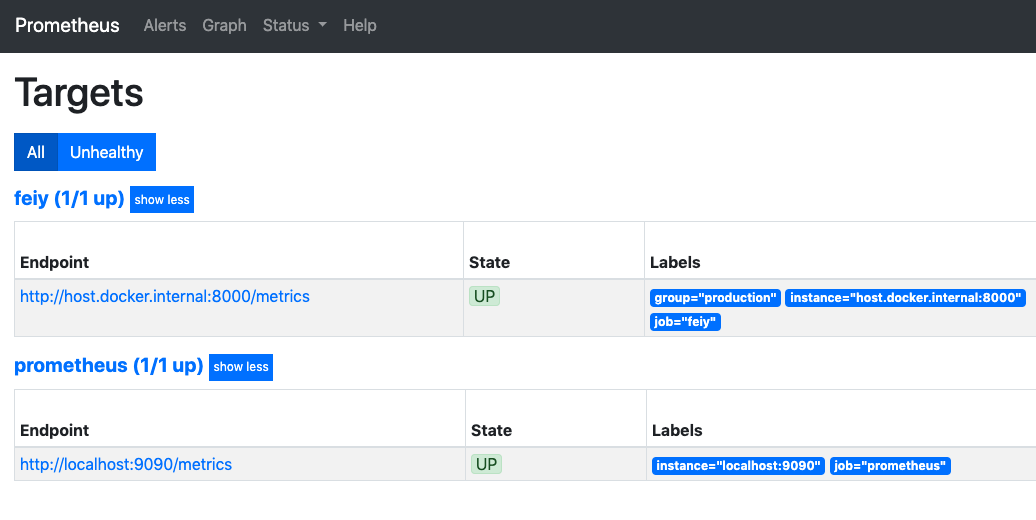 Prometheus Alerts Graph Status Help
Targets
All Unhealthy
feiy (1/1 up) show less
Endpoint State Labels
http://host.docker.internal:8000/metrics UP group="production" instance="host.docker.internal:8000"
job="feiy"
prometheus (1/1 up) show less
Endpoint State Labels
http://localhost:9090/metrics UP instance="localhost:9090" job="prometheus"